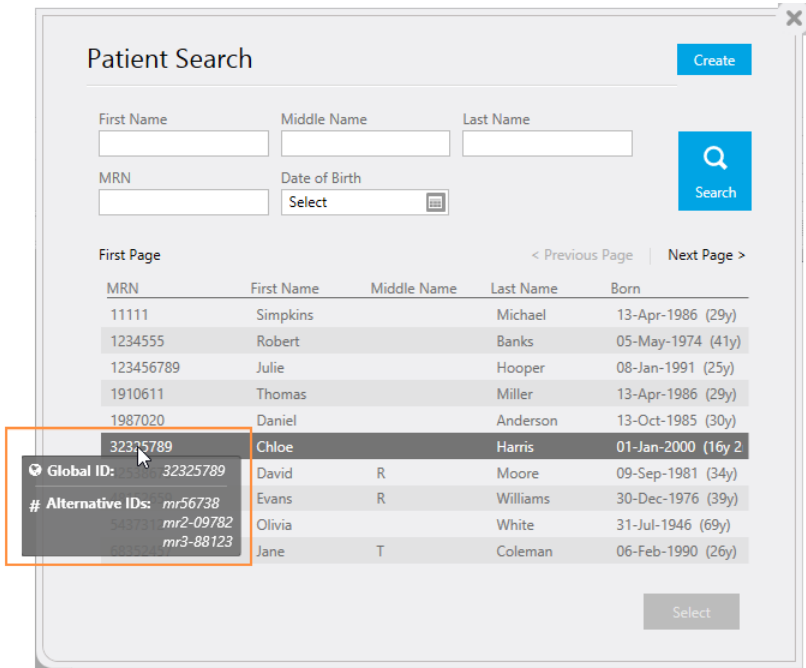 Patient Search
Create
First Name Middle Name Last Name
MRN Date of Birth
Select
Search
First Page < Previous Page Next Page >
MRN First Name Middle Name Last Name Born
11111 Simpkins Michael 13-Apr-1986 (29y)
1234555 Robert Banks 05-May-1974 (41y)
123456789 Julie Hooper 08-Jan-1991 (25y)
1910611 Thomas Miller 13-Apr-1986 (29y)
1987020 Daniel Anderson 13-Oct-1985 (30y)
32325789 Chloe Harris 01-Jan-2000 (16y 2
Global ID: 32325789
David R Moore 09-Sep-1981 (34y)
# Alternative IDs: mr56738
Evans R Williams 30-Dec-1976 (39y)
mr2-09782
Olivia White 31-Jul-1946 (69y)
mr3-88123
Jane T Coleman 06-Feb-1990 (26y)
Select